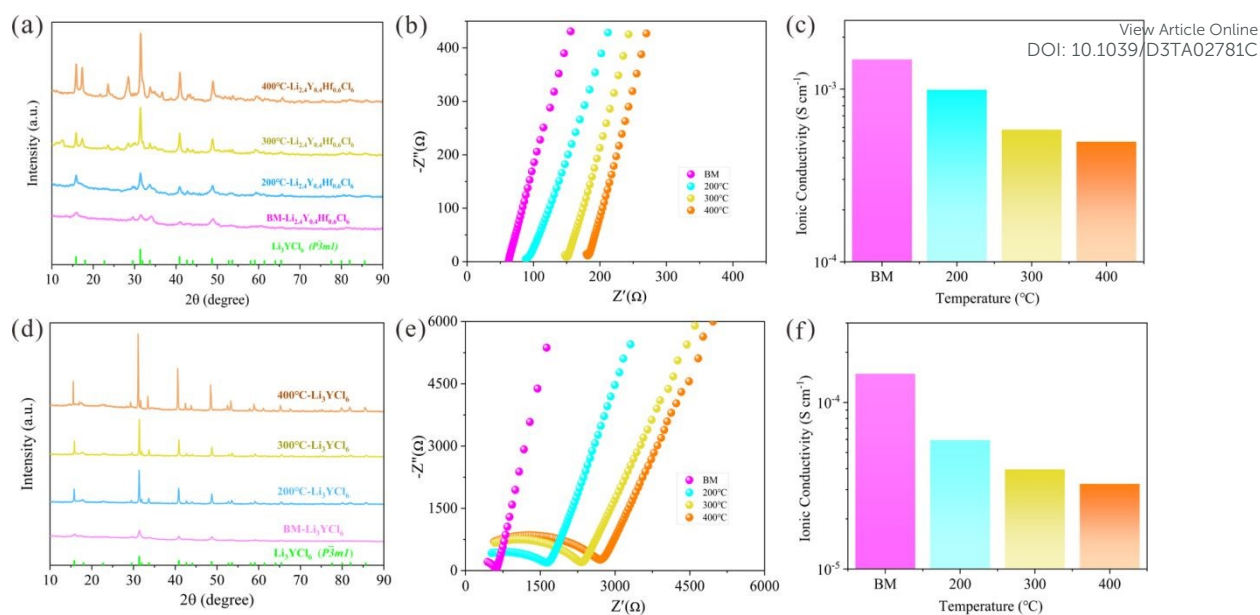 View Article Online
DOI: 10.1039/D3TA02781C
(a)
Intensity (a.u.)
400℃-Li2.4Y0.4Hf0.6Cl6
300℃-Li2.4Y0.4Hf0.6Cl6
200℃-Li2.4Y0.4Hf0.6Cl6
BM-Li2.4Y0.4Hf0.6Cl6
Li3YCl6 (P3̅m1)
10 20 30 40 50 60 70 80 90
2θ (degree)
(b)
-Z''(Ω)
400
300
200
100
0
BM
200℃
300℃
400℃
0 100 200 300 400
Z′(Ω)
(c)
Ionic Conductivity (S cm⁻¹)
10⁻³
10⁻⁴
BM 200 300 400
Temperature (℃)
(d)
Intensity (a.u.)
400℃-Li3YCl6
300℃-Li3YCl6
200℃-Li3YCl6
BM-Li3YCl6
Li3YCl6 (P3̅m1)
10 20 30 40 50 60 70 80 90
2θ (degree)
(e)
-Z''(Ω)
6000
4500
3000
1500
0
BM
200℃
300℃
400℃
0 1500 3000 4500 6000
Z′(Ω)
(f)
Ionic Conductivity (S cm⁻¹)
10⁻⁴
10⁻⁵
BM 200 300 400
Temperature (℃)